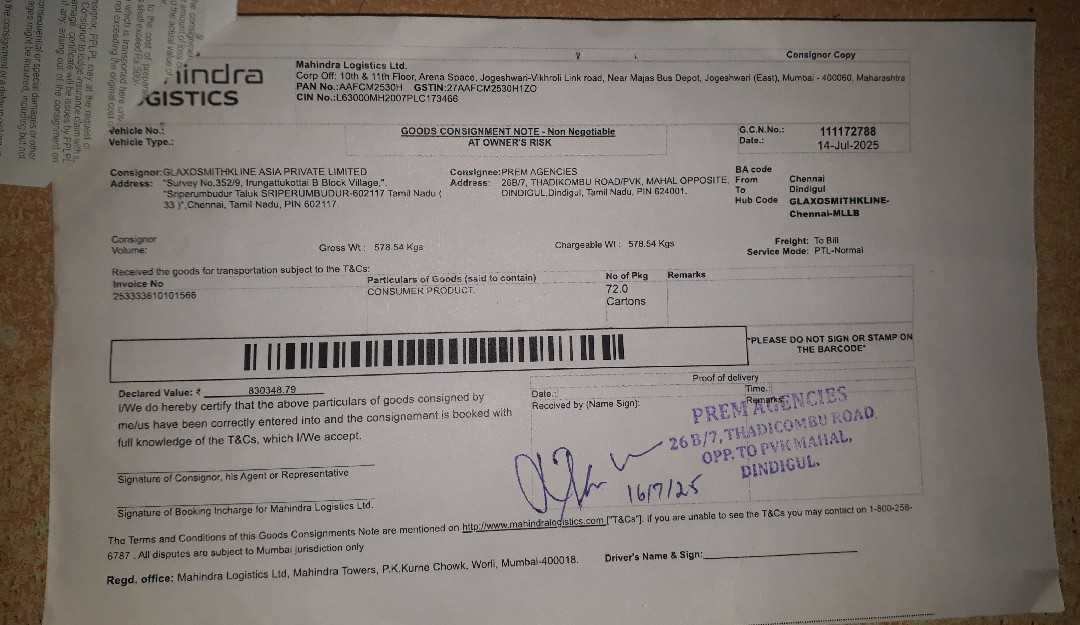 Consignor Copy
indra
GISTICS
Mahindra Logistics Ltd.
Corp Off: 10th & 11th Floor, Arena Space, Jogeshwari-Vikhroli Link road, Near Majas Bus Depot, Jogeshwari (East), Mumbai - 400060, Maharashtra
PAN No.:AAFCM2530H GSTIN:27AAFCM2530H1ZO
CIN No.:L63000MH2007PLC173466
Vehicle No.:
Vehicle Type.:
GOODS CONSIGNMENT NOTE - Non Negotiable
AT OWNER'S RISK
G.C.N.No.: 111172788
Date.: 14-Jul-2025
Consignor:GLAXOSMITHKLINE ASIA PRIVATE LIMITED
Address: "Survey No.352/9, Irungattukottai B Block Village,",
"Sriperumbudur Taluk SRIPERUMBUDUR-602117 Tamil Nadu (
33 )",Chennai, Tamil Nadu, PIN 602117.
Consignee:PREM AGENCIES
Address: 26B/7, THADIKOMBU ROAD/PVK, MAHAL OPPOSITE,
DINDIGUL,Dindigul, Tamil Nadu, PIN 624001.
BA code
From Chennai
To Dindigul
Hub Code GLAXOSMITHKLINE-
Chennai-MLLB
Consignor
Volume:
Gross Wt : 578.54 Kgs
Chargeable Wt : 578.54 Kgs
Freight: To Bill
Service Mode: PTL-Normal
Received the goods for transportation subject to the T&Cs:
Invoice No Particulars of Goods (said to contain) No of Pkg Remarks
253333610101566 CONSUMER PRODUCT. 72.0
Cartons
*PLEASE DO NOT SIGN OR STAMP ON
THE BARCODE*
Declared Value: ₹ 830348.79
I/We do hereby certify that the above particulars of goods consigned by
me/us have been correctly entered into and the consignement is booked with
full knowledge of the T&Cs, which I/We accept.
Proof of delivery
Date.: Time.:
Received by (Name Sign): Remarks
PREM AGENCIES
26 B/7, THADICOMBU ROAD,
OPP. TO PVK MAHAL,
DINDIGUL.
16/7/25
Signature of Consignor, his Agent or Representative
Signature of Booking Incharge for Mahindra Logistics Ltd.
The Terms and Conditions of this Goods Consignments Note are mentioned on http://www.mahindralogistics.com ["T&Cs"]. if you are unable to see the T&Cs you may contact on 1-800-258-
6787 . All disputes are subject to Mumbai jurisdiction only
Regd. office: Mahindra Logistics Ltd, Mahindra Towers, P.K.Kurne Chowk, Worli, Mumbai-400018. Driver's Name & Sign: